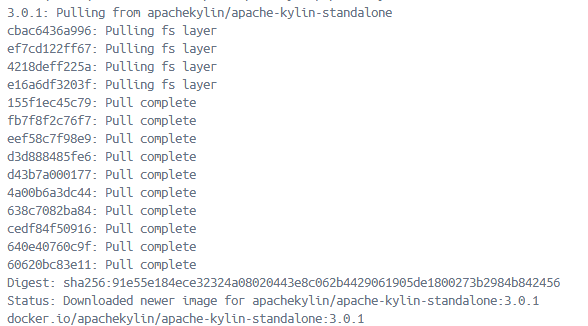 3.0.1: Pulling from apachekylin/apache-kylin-standalone
cbac6436a996: Pulling fs layer
ef7cd122ff67: Pulling fs layer
4218deff225a: Pulling fs layer
e16a6df3203f: Pulling fs layer
155f1ec45c79: Pull complete
fb7f8f2c76f7: Pull complete
eef58c7f98e9: Pull complete
d3d888485fe6: Pull complete
d43b7a000177: Pull complete
4a00b6a3dc44: Pull complete
638c7082ba84: Pull complete
cedf84f50916: Pull complete
640e40760c9f: Pull complete
60620bc83e11: Pull complete
Digest: sha256:91e55e184ece32324a08020443e8c062b4429061905de1800273b2984b842456
Status: Downloaded newer image for apachekylin/apache-kylin-standalone:3.0.1
docker.io/apachekylin/apache-kylin-standalone:3.0.1